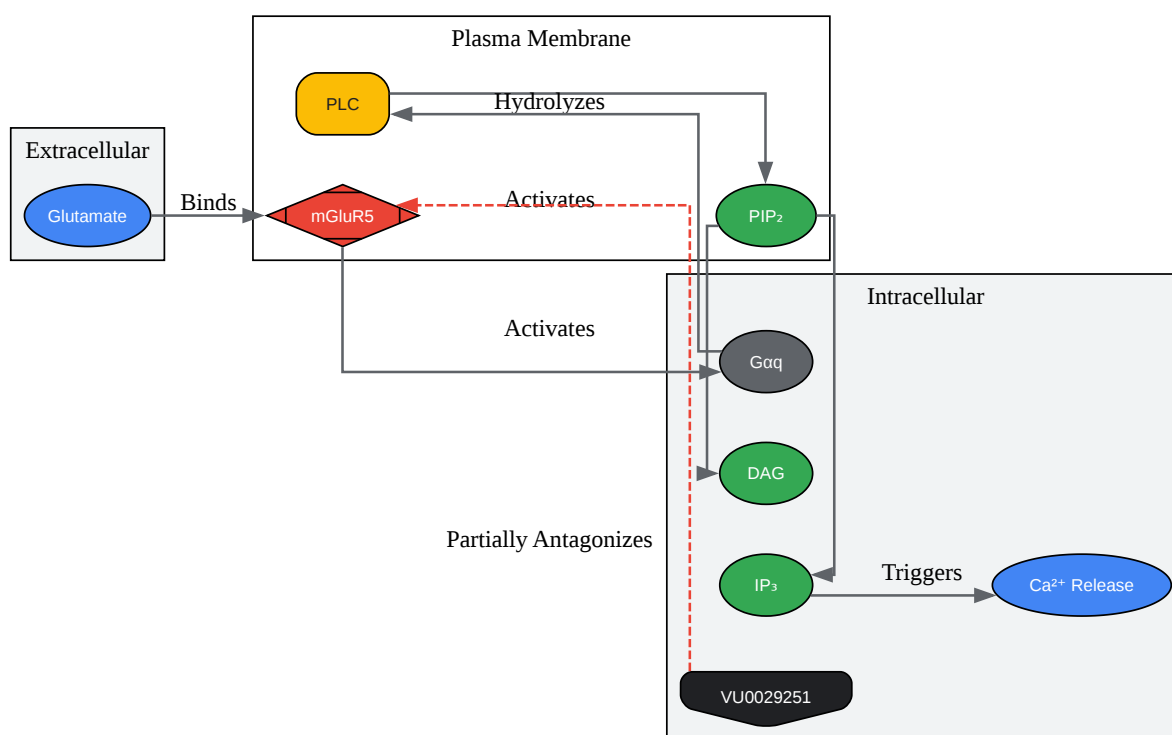 Plasma Membrane
PLC
Hydrolyzes
Extracellular
Glutamate
Binds
mGluR5
Activates
PIP₂
Intracellular
Activates
Gαq
DAG
Partially Antagonizes
IP₃
Triggers
Ca²⁺ Release
VU0029251